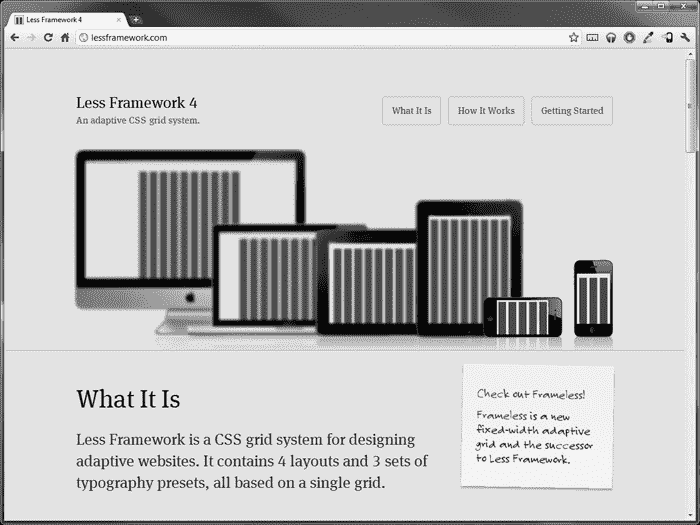 Less Framework 4
lessframework.com
Less Framework 4
An adaptive CSS grid system.
What It Is
How It Works
Getting Started
What It Is
Less Framework is a CSS grid system for designing
adaptive websites. It contains 4 layouts and 3 sets of
typography presets, all based on a single grid.
Check out Frameless!
Frameless is a new
fixed-width adaptive
grid and the successor
to Less Framework.